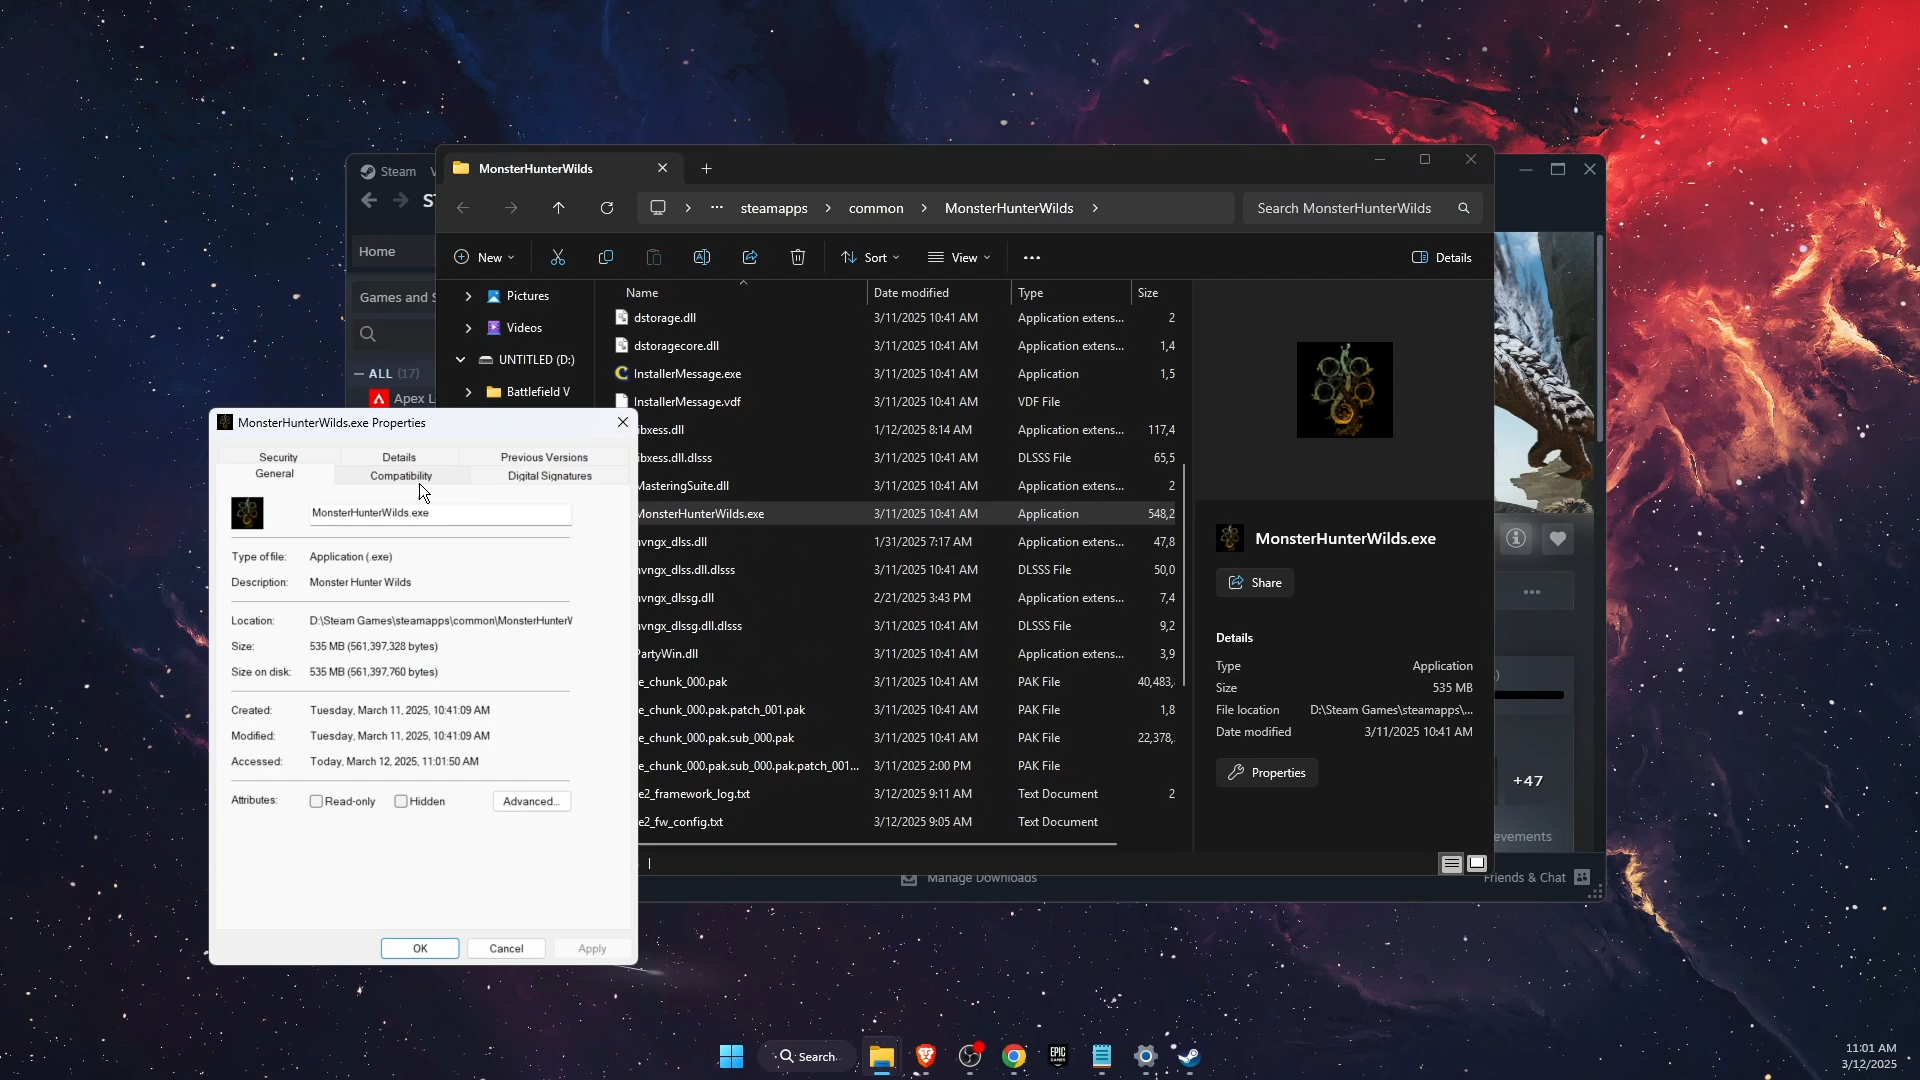 Steam
Home
Games and S
ALL (17)
Apex L
MonsterHunterWilds
steamapps
common
MonsterHunterWilds
Search MonsterHunterWilds
New
Sort
View
Details
Pictures
Videos
UNTITLED (D:)
Battlefield V
Name Date modified Type Size
dstorage.dll 3/11/2025 10:41 AM Application extens... 2
dstoragecore.dll 3/11/2025 10:41 AM Application extens... 1,4
InstallerMessage.exe 3/11/2025 10:41 AM Application 1,5
InstallerMessage.vdf 3/11/2025 10:41 AM VDF File
ibxess.dll 1/12/2025 8:14 AM Application extens... 117,4
ibxess.dll.dlsss 3/11/2025 10:41 AM DLSSS File 65,5
MasteringSuite.dll 3/11/2025 10:41 AM Application extens... 2
MonsterHunterWilds.exe 3/11/2025 10:41 AM Application 548,2
nvngx_dlss.dll 1/31/2025 7:17 AM Application extens... 47,8
nvngx_dlss.dll.dlsss 3/11/2025 10:41 AM DLSSS File 50,0
nvngx_dlssg.dll 2/21/2025 3:43 PM Application extens... 7,4
nvngx_dlssg.dll.dlsss 3/11/2025 10:41 AM DLSSS File 9,2
PartyWin.dll 3/11/2025 10:41 AM Application extens... 3,9
e_chunk_000.pak 3/11/2025 10:41 AM PAK File 40,483,
e_chunk_000.pak.patch_001.pak 3/11/2025 10:41 AM PAK File 1,8
e_chunk_000.pak.sub_000.pak 3/11/2025 10:41 AM PAK File 22,378,
e_chunk_000.pak.sub_000.pak.patch_001... 3/11/2025 2:00 PM PAK File
e2_framework_log.txt 3/12/2025 9:11 AM Text Document 2
e2_fw_config.txt 3/12/2025 9:05 AM Text Document
MonsterHunterWilds.exe
Share
Details
Type Application
Size 535 MB
File location D:\Steam Games\steamapps\...
Date modified 3/11/2025 10:41 AM
Properties
+47
evements
Manage Downloads
Friends & Chat
MonsterHunterWilds.exe Properties
Security Details Previous Versions
General Compatibility Digital Signatures
MonsterHunterWilds.exe
Type of file: Application (.exe)
Description: Monster Hunter Wilds
Location: D:\Steam Games\steamapps\common\MonsterHunterW
Size: 535 MB (561,397,328 bytes)
Size on disk: 535 MB (561,397,760 bytes)
Created: Tuesday, March 11, 2025, 10:41:09 AM
Modified: Tuesday, March 11, 2025, 10:41:09 AM
Accessed: Today, March 12, 2025, 11:01:50 AM
Attributes: Read-only Hidden Advanced...
OK Cancel Apply
Search
EPIC
GAMES
11:01 AM
3/12/2025